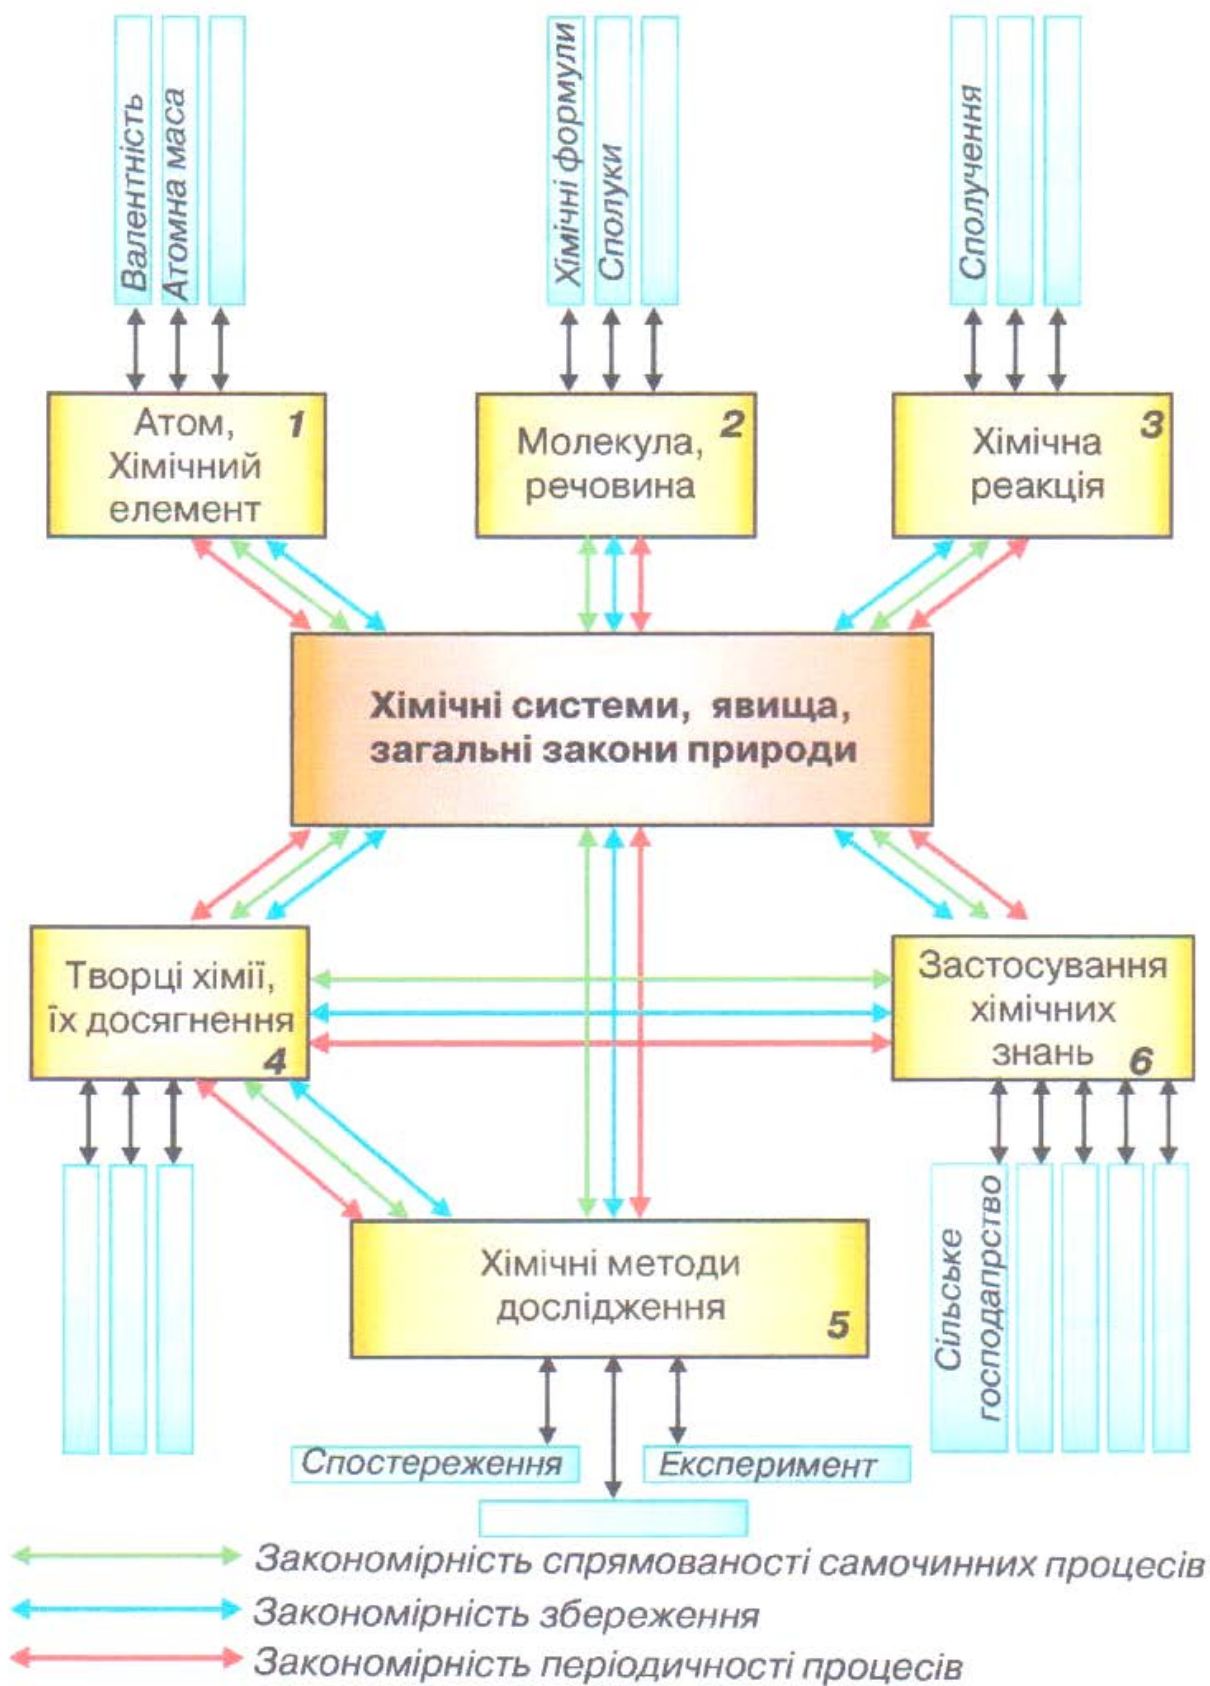 Валентність
Атомна маса
Хімічні формули
Сполуки
Сполучення
Атом,
Хімічний
елемент
1
Молекула,
речовина
2
Хімічна
реакція
3
Хімічні системи, явища,
загальні закони природи
Творці хімії,
їх досягнення
4
Застосування
хімічних
знань
6
Хімічні методи
дослідження
5
Сільське
господапрство
Спостереження
Експеримент
Закономірність спрямованості самочинних процесів
Закономірність збереження
Закономірність періодичності процесів